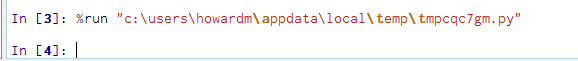 In [3]: %run "c:\users\howardm\appdata\local\temp\tmpcqc7gm.py"
In [4]: